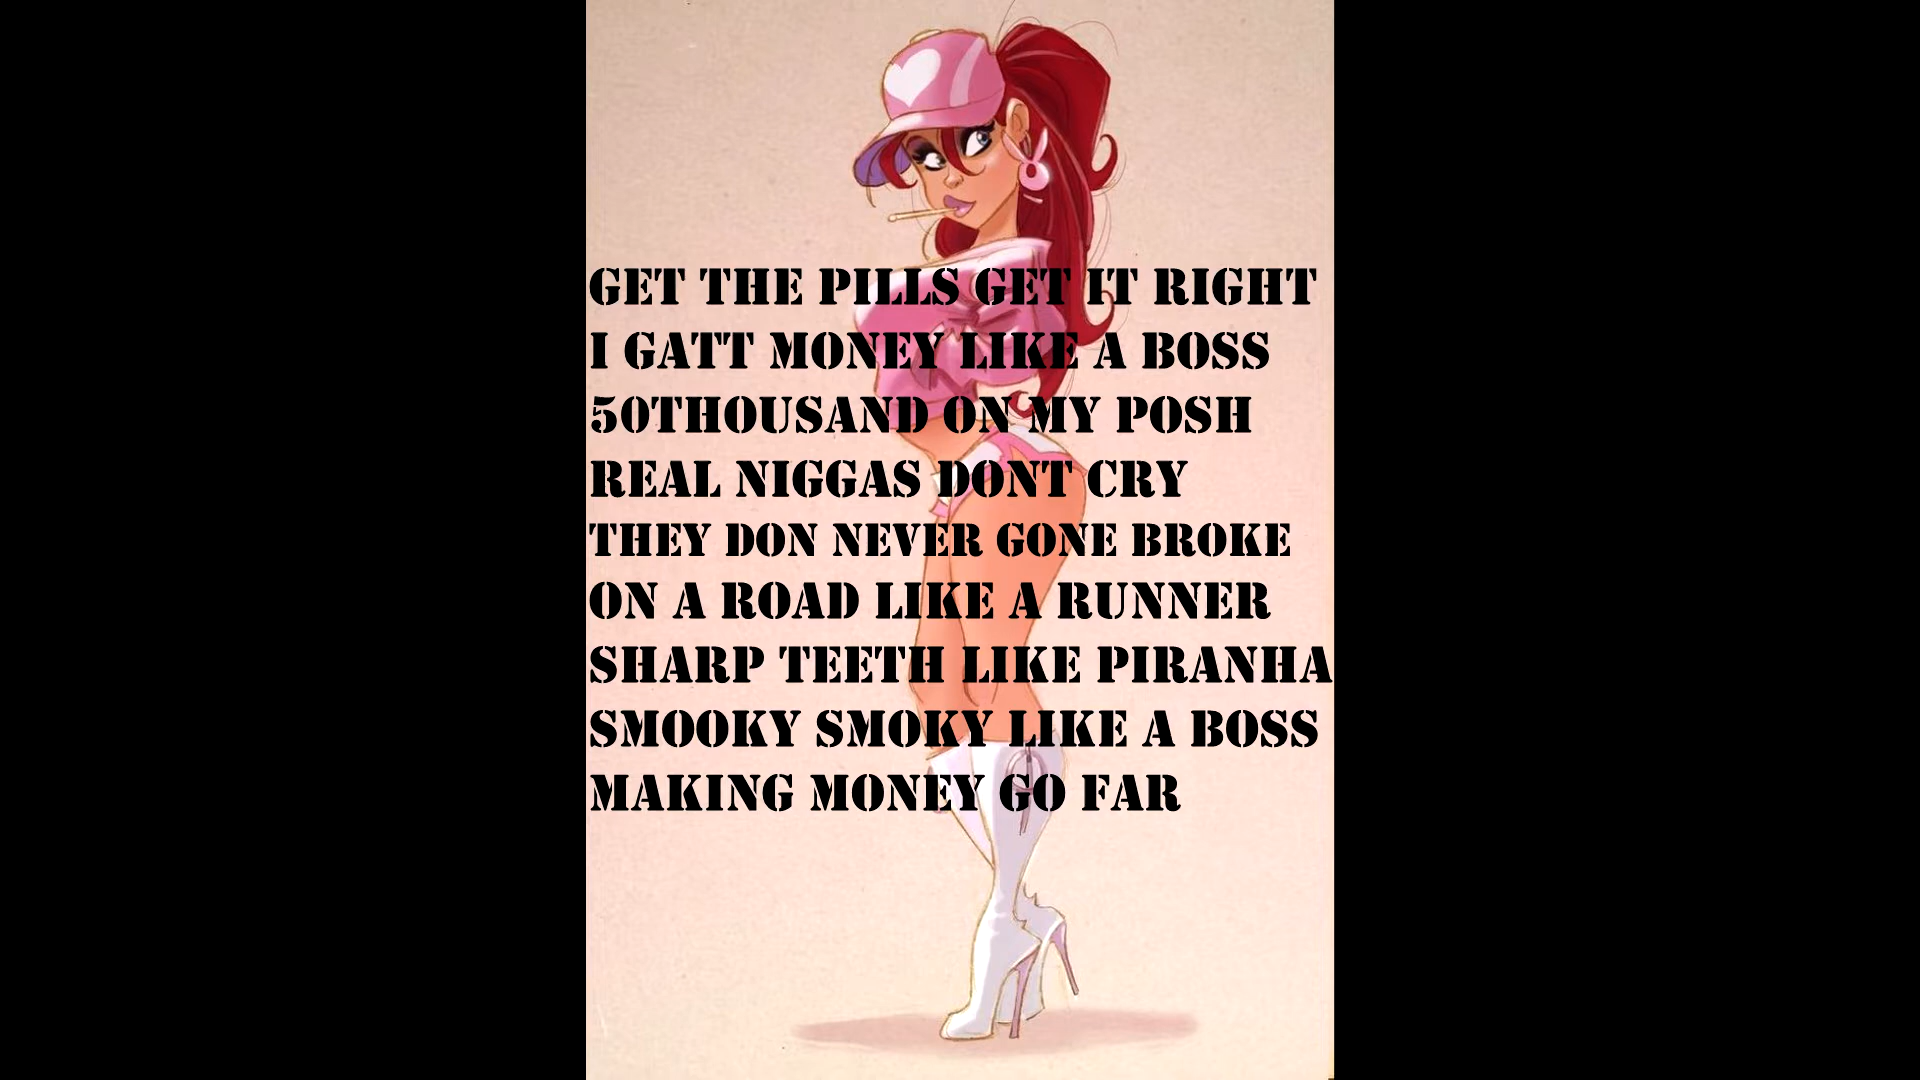 GET THE PILLS GET IT RIGHT
I GATT MONEY LIKE A BOSS
50THOUSAND ON MY POSH
REAL NIGGAS DONT CRY
THEY DON NEVER GONE BROKE
ON A ROAD LIKE A RUNNER
SHARP TEETH LIKE PIRANHA
SMOOKY SMOKY LIKE A BOSS
MAKING MONEY GO FAR